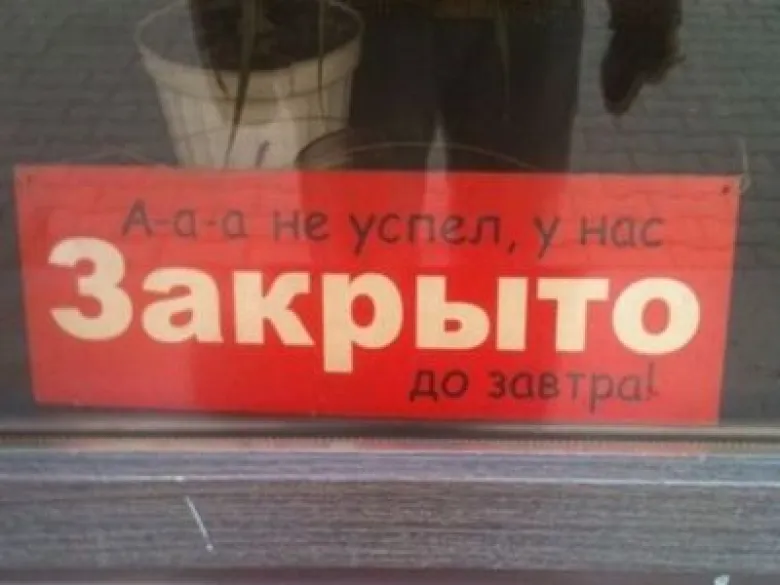 А-а-а не успел, у нас
Закрыто
до завтра!